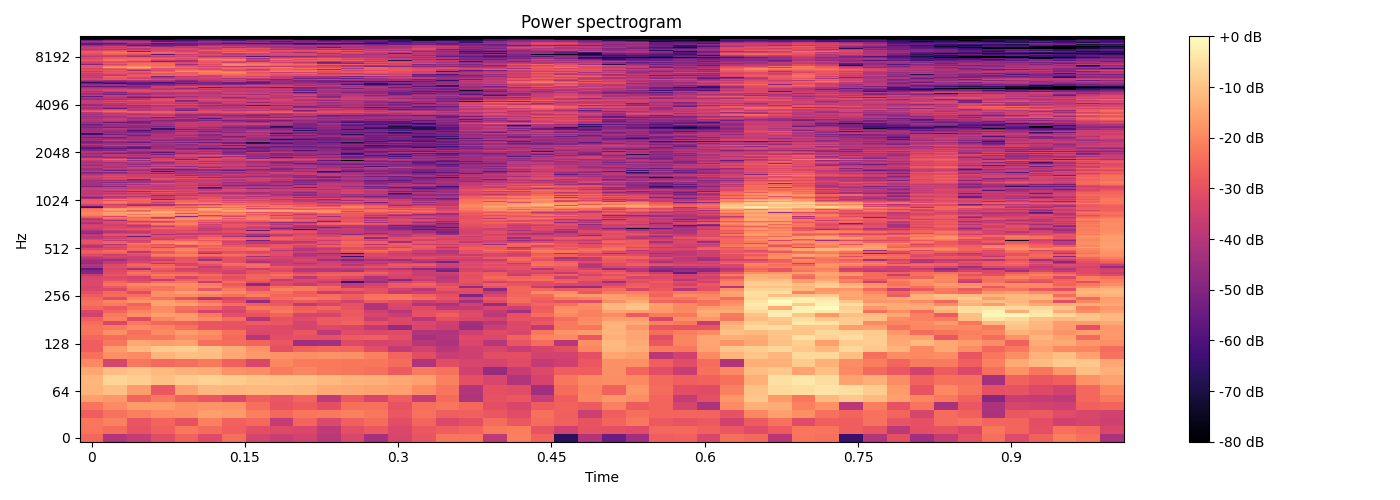 Power spectrogram
Hz
8192
4096
2048
1024
512
256
128
64
0
0 0.15 0.3 0.45 0.6 0.75 0.9
Time
+0 dB
-10 dB
-20 dB
-30 dB
-40 dB
-50 dB
-60 dB
-70 dB
-80 dB